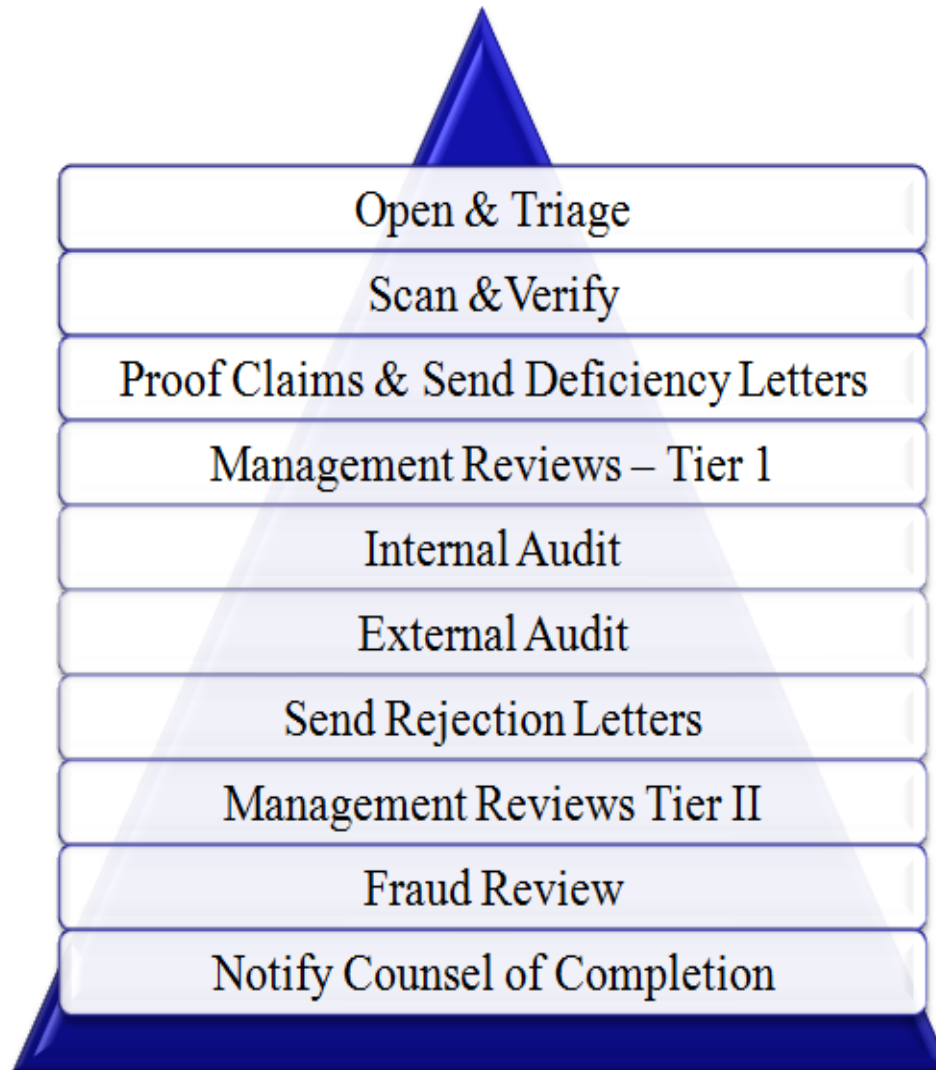 Open & Triage
Scan &Verify
Proof Claims & Send Deficiency Letters
Management Reviews – Tier 1
Internal Audit
External Audit
Send Rejection Letters
Management Reviews Tier II
Fraud Review
Notify Counsel of Completion